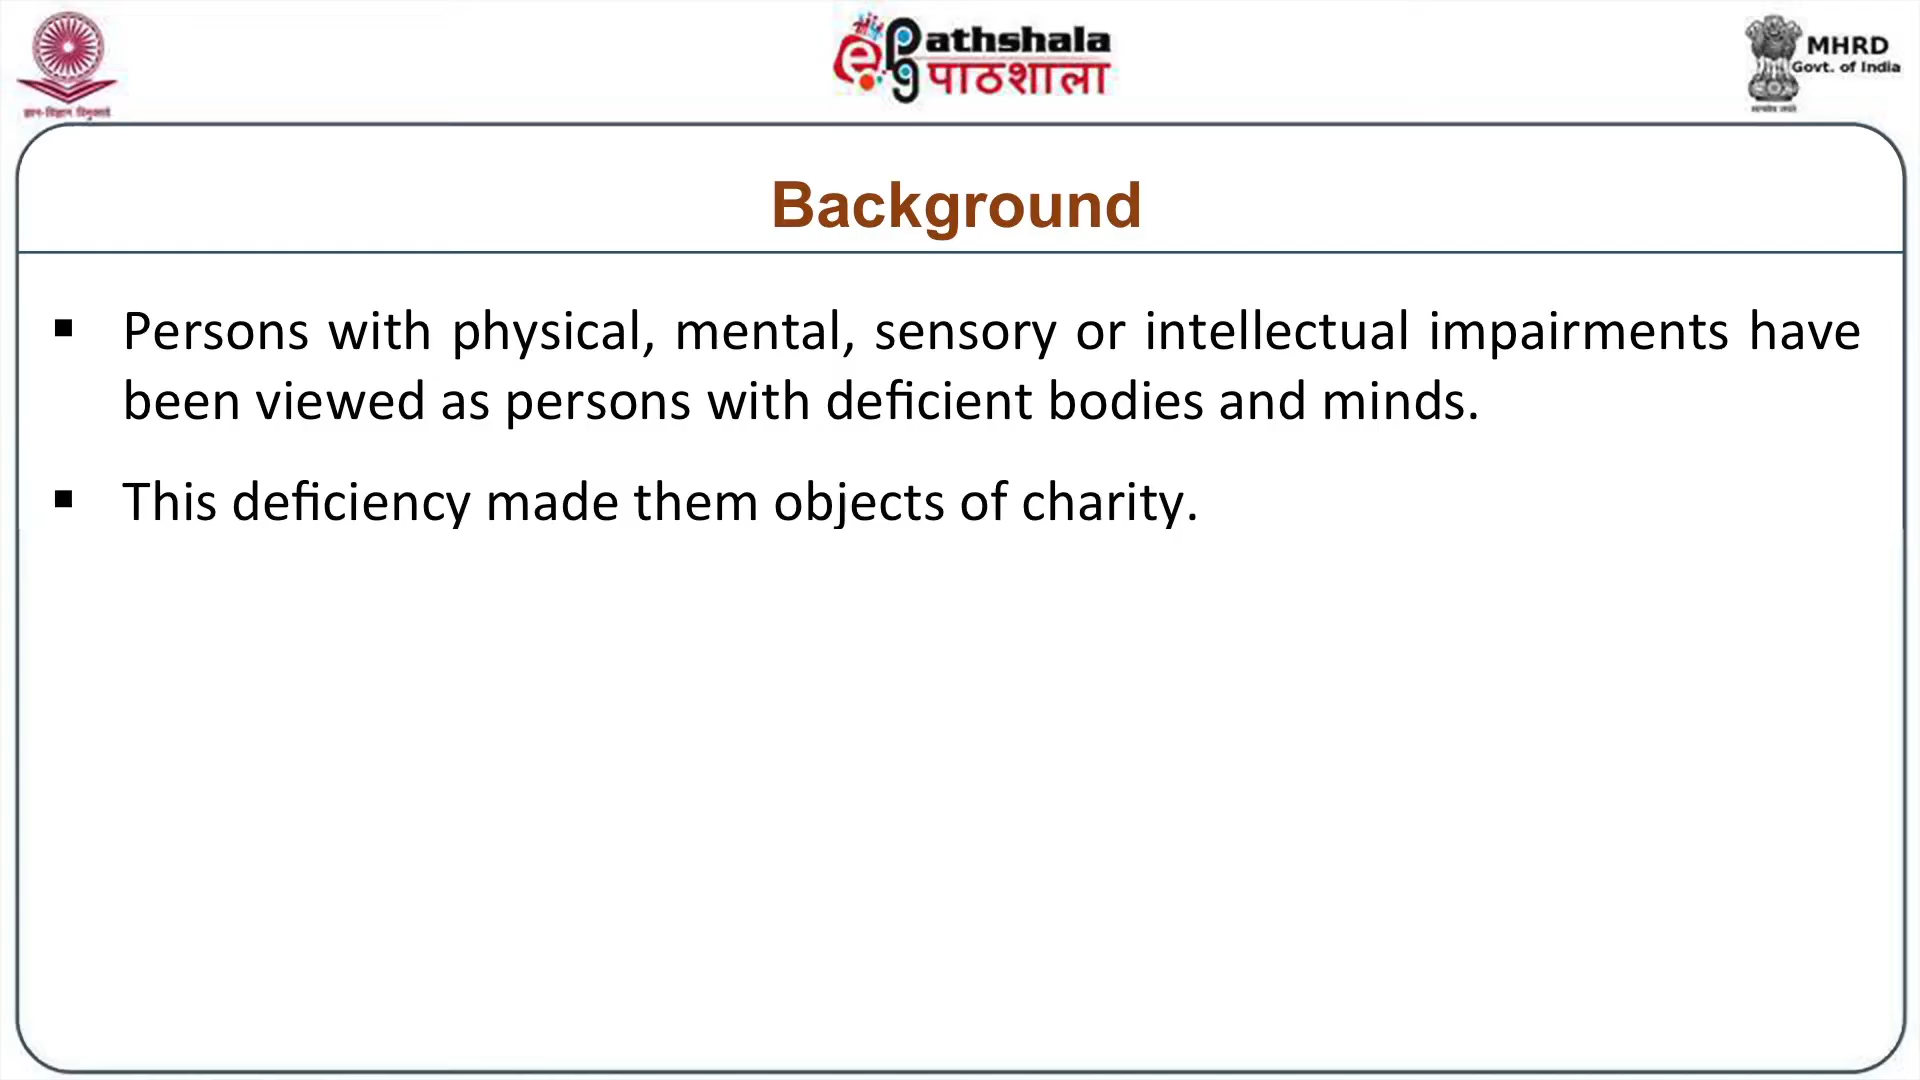 ज्ञान-विज्ञान विमुक्तये
ePathshala
पाठशाला
MHRD
Govt. of India
Background
▪ Persons with physical, mental, sensory or intellectual impairments have
been viewed as persons with deficient bodies and minds.
▪ This deficiency made them objects of charity.